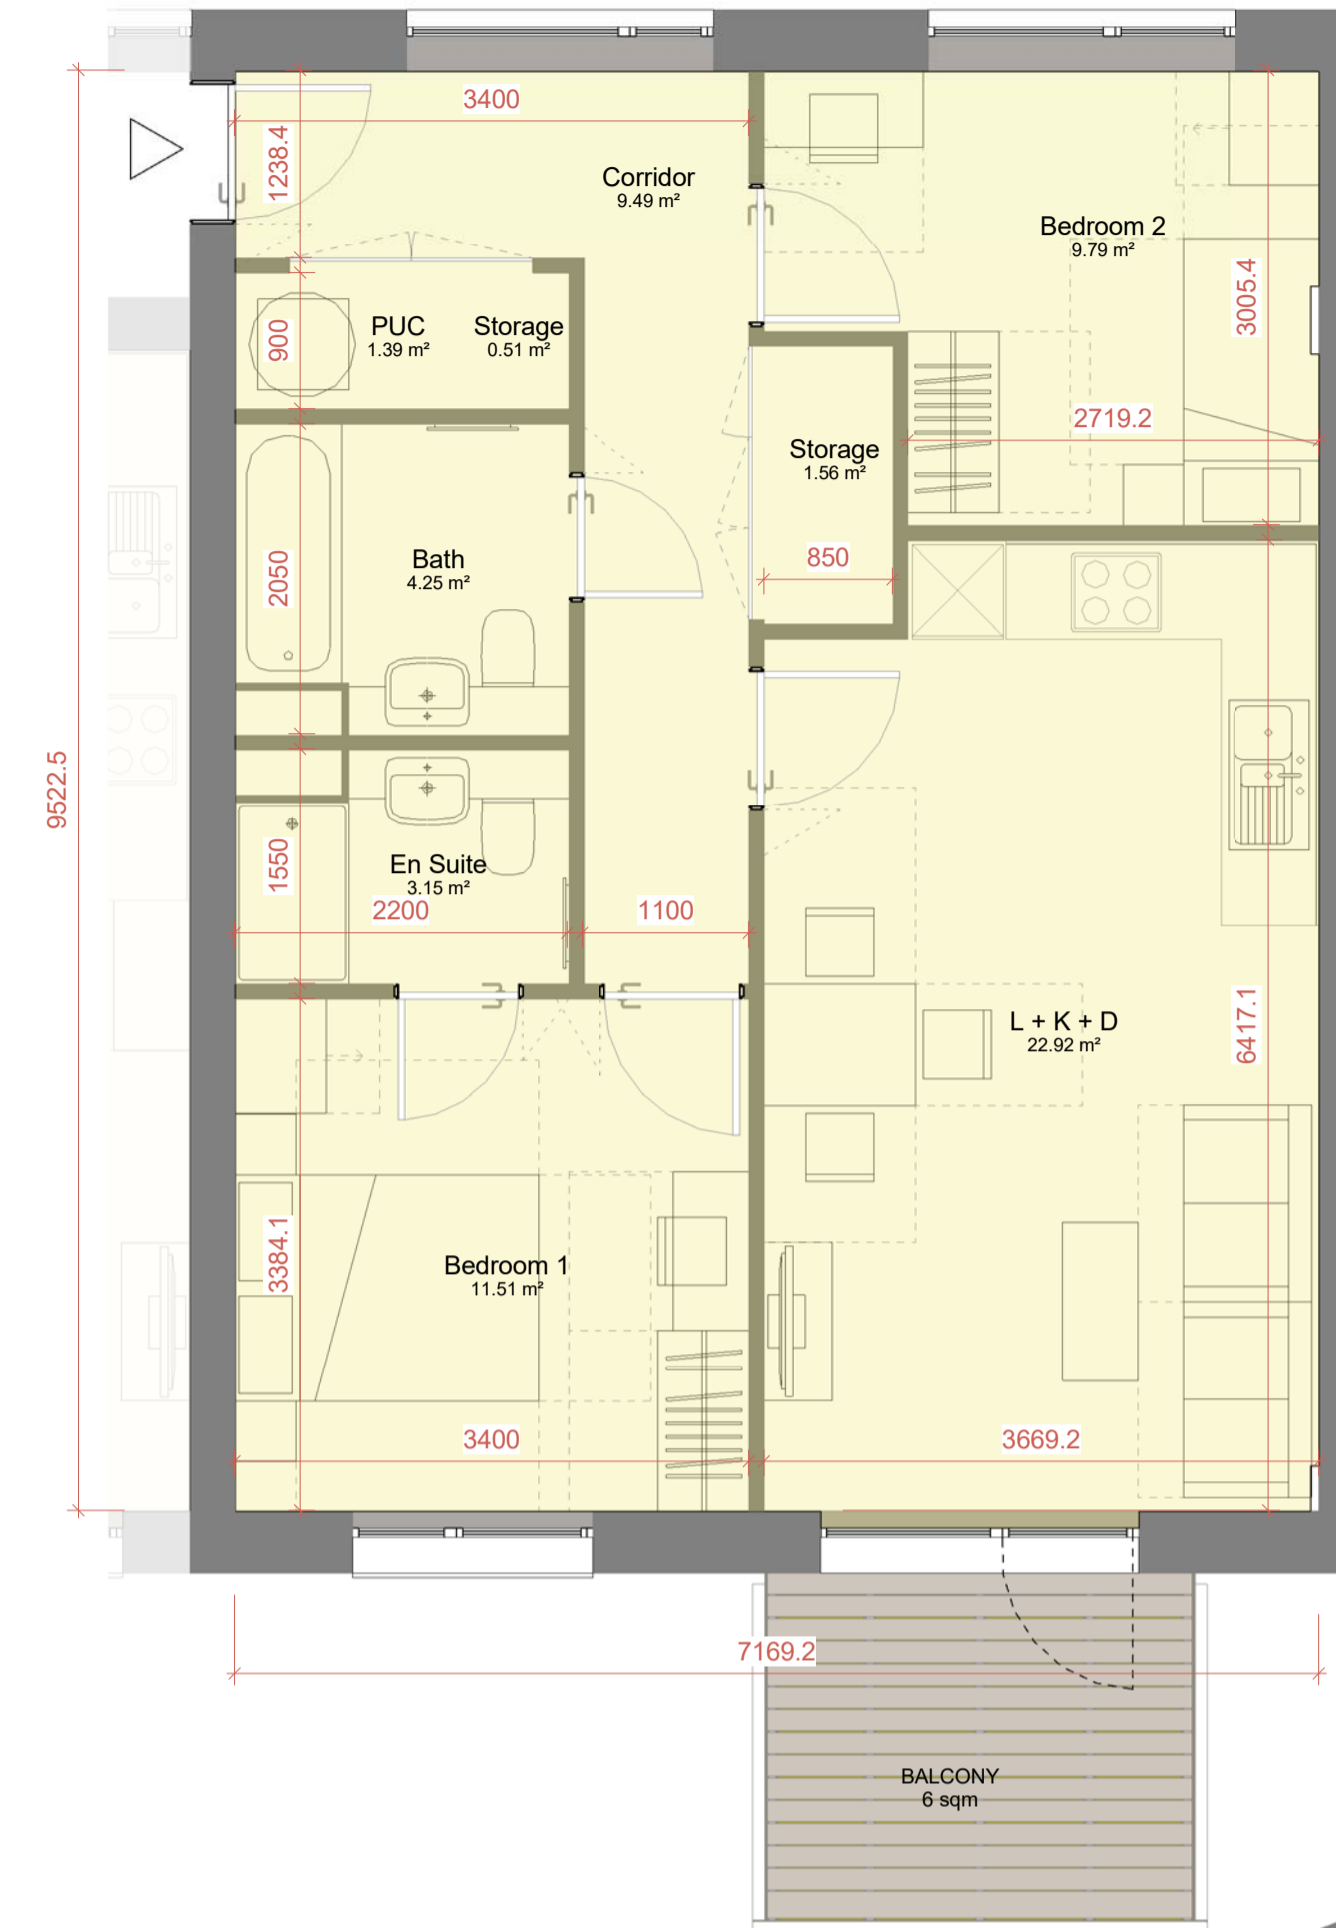 3400
1238.4
Corridor
9.49 m²
Bedroom 2
9.79 m²
3005.4
900
PUC
1.39 m²
Storage
0.51 m²
2719.2
Storage
1.56 m²
850
2050
Bath
4.25 m²
9522.5
1550
En Suite
3.15 m²
2200
1100
L + K + D
22.92 m²
6417.1
3384.1
Bedroom 1
11.51 m²
3400
3669.2
7169.2
BALCONY
6 sqm